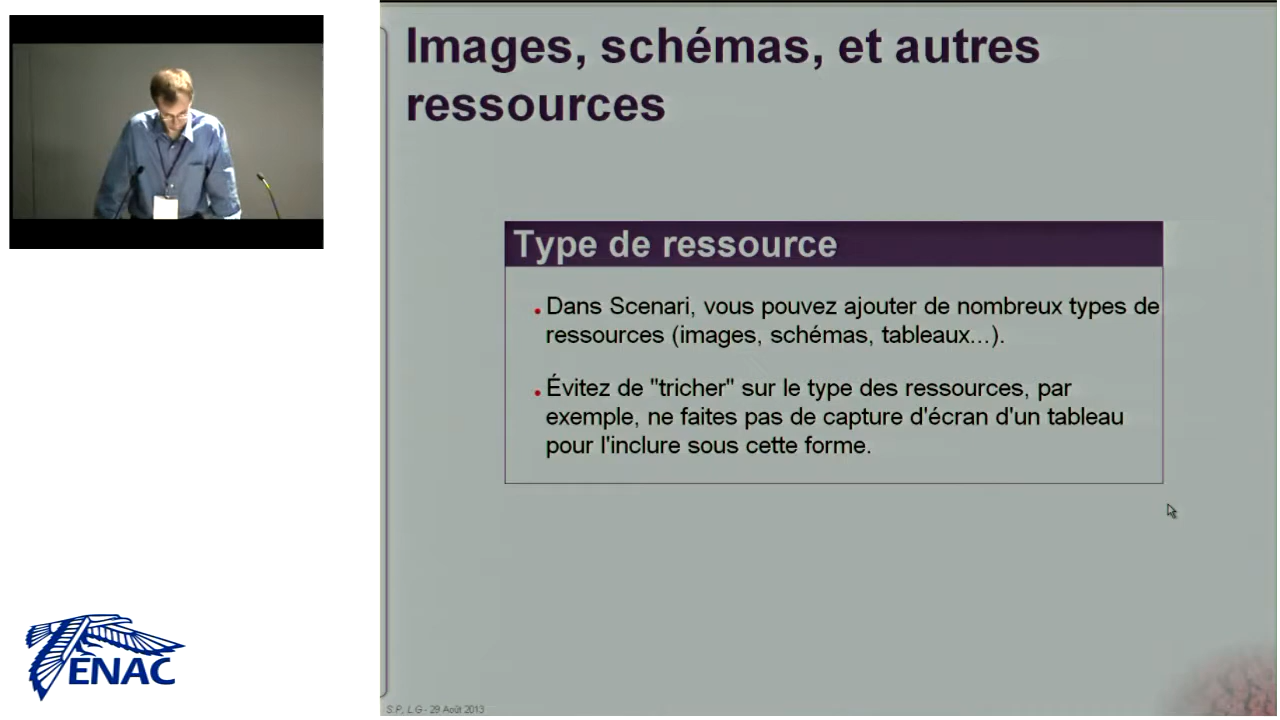 Images, schémas, et autres
ressources
Type de ressource
Dans Scenari, vous pouvez ajouter de nombreux types de
ressources (images, schémas, tableaux...).
Évitez de "tricher" sur le type des ressources, par
exemple, ne faites pas de capture d'écran d'un tableau
pour l'inclure sous cette forme.
ENAC
S.P., L.G - 29 Août 2013